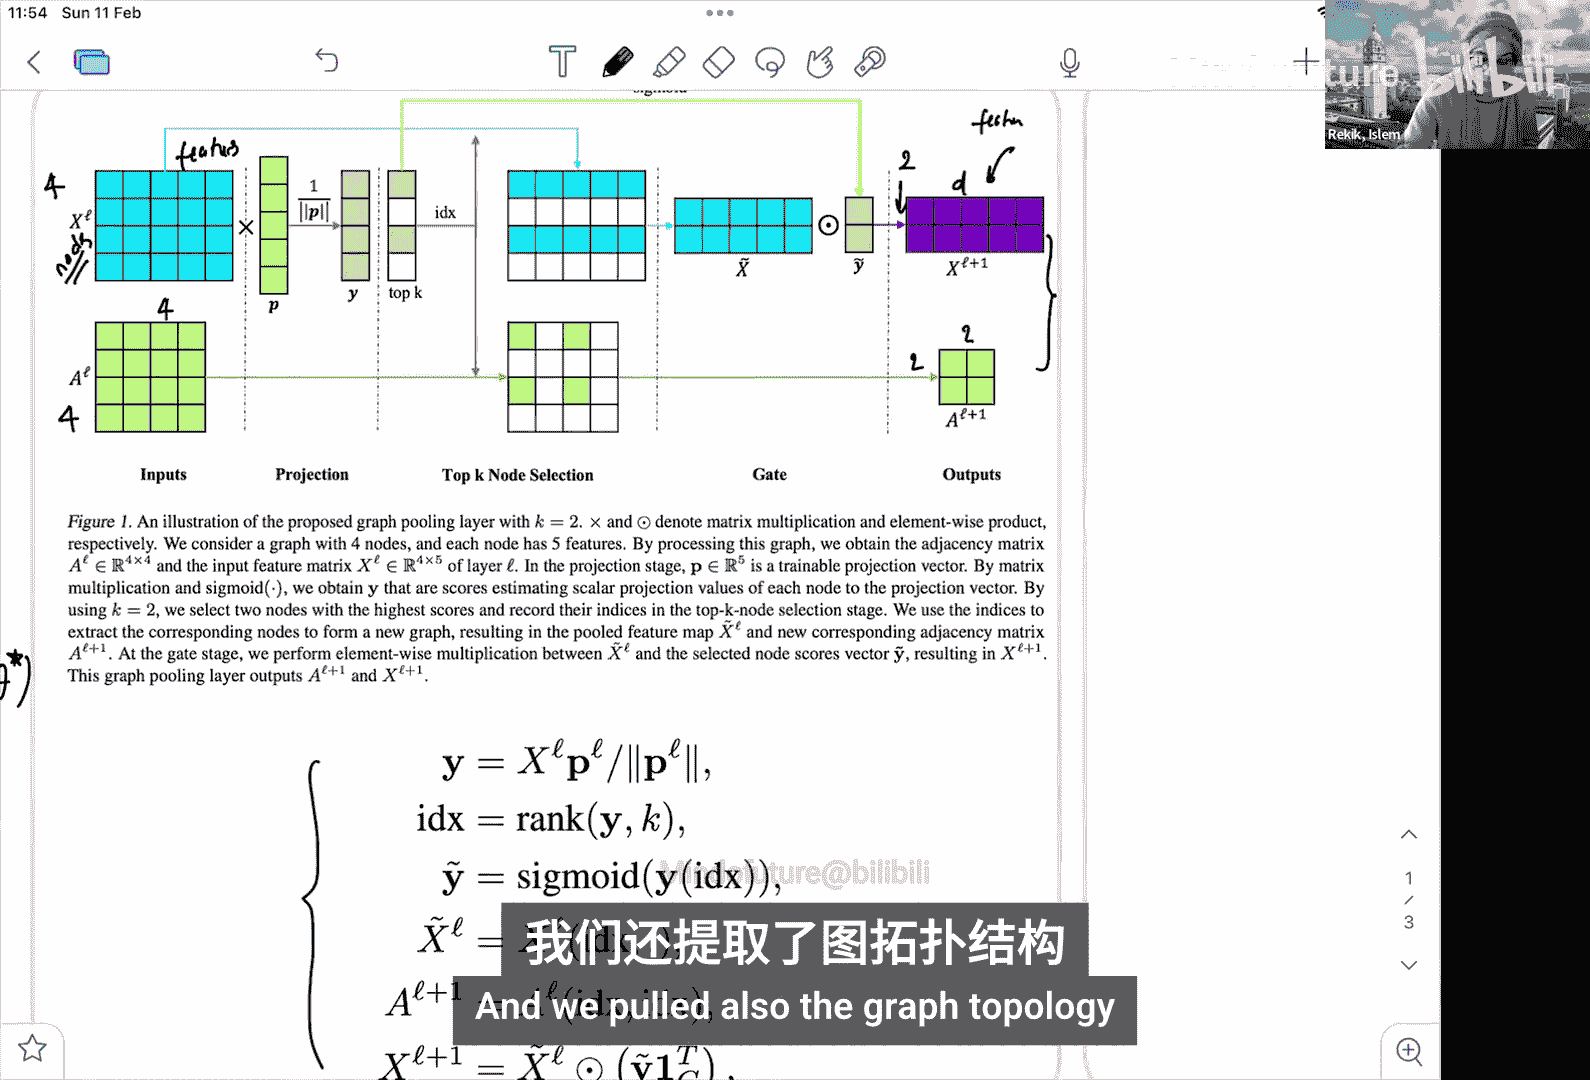 11:54 Sun 11 Feb
ture
bilibili
Rekik, Islem
featur
4
X^ℓ
×
1
||p||
p
y
top k
idx
X̃
⊙
ỹ
2
d
X^{ℓ+1}
4
A^ℓ
4
2
2
A^{ℓ+1}
Inputs Projection Top k Node Selection Gate Outputs
Figure 1. An illustration of the proposed graph pooling layer with k = 2. × and ⊙ denote matrix multiplication and element-wise product,
respectively. We consider a graph with 4 nodes, and each node has 5 features. By processing this graph, we obtain the adjacency matrix
A^ℓ ∈ ℝ^{4×4} and the input feature matrix X^ℓ ∈ ℝ^{4×5} of layer ℓ. In the projection stage, p ∈ ℝ^5 is a trainable projection vector. By matrix
multiplication and sigmoid(·), we obtain y that are scores estimating scalar projection values of each node to the projection vector. By
using k = 2, we select two nodes with the highest scores and record their indices in the top-k-node selection stage. We use the indices to
extract the corresponding nodes to form a new graph, resulting in the pooled feature map X̃^ℓ and new corresponding adjacency matrix
A^{ℓ+1}. At the gate stage, we perform element-wise multiplication between X̃^ℓ and the selected node scores vector ỹ, resulting in X^{ℓ+1}.
This graph pooling layer outputs A^{ℓ+1} and X^{ℓ+1}.
y = X^ℓ p^ℓ / ||p^ℓ||,
idx = rank(y, k),
ỹ = sigmoid(y(idx)),
X̃^ℓ =
A^{ℓ+1}
X^{ℓ+1} = X̃^ℓ ⊙ (ỹ1_C^T),
我们还提取了图拓扑结构
And we pulled also the graph topology
1
/
3